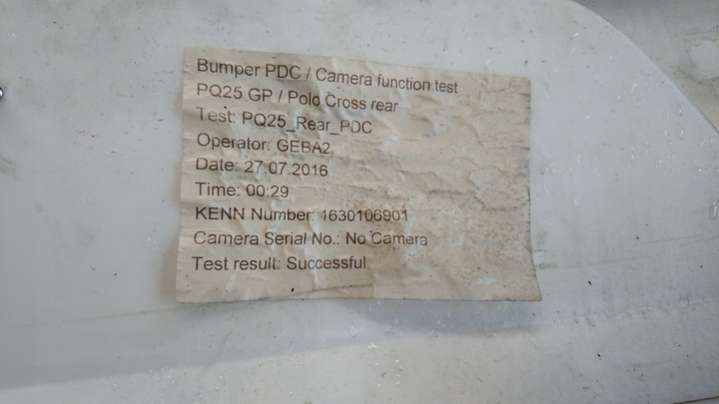 Bumper PDC / Camera function test
PQ25 GP / Polo Cross rear
Test: PQ25_Rear_PDC
Operator: GEBA2
Date: 27.07.2016
Time: 00:29
KENN Number: 1630106901
Camera Serial No.: No Camera
Test result: Successful